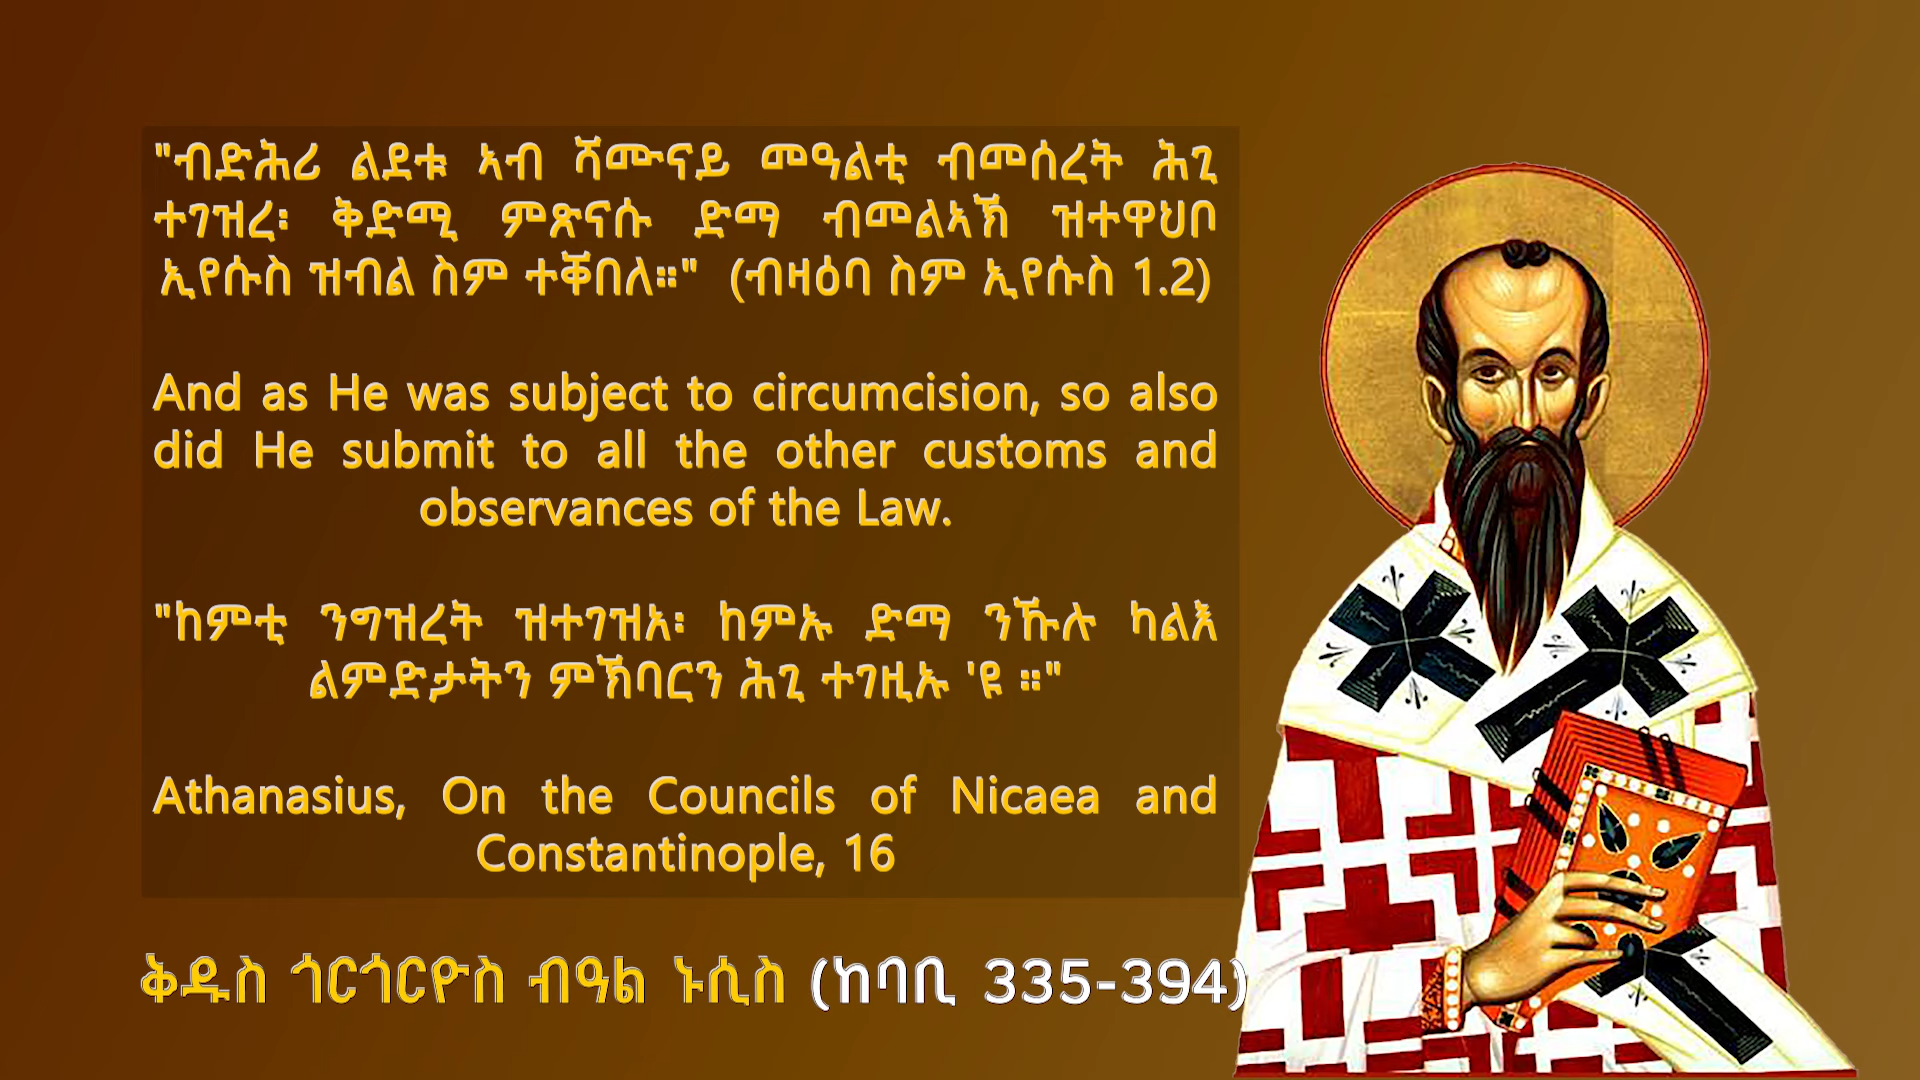 "ብድሕሪ ልደቱ ኣብ ሻሙናይ መዓልቲ ብመሰረት ሕጊ
ተገዝረ፡ ቅድሚ ምጽናሱ ድማ ብመልኣኽ ዝተዋህቦ
ኢየሱስ ዝብል ስም ተቐበለ።" (ብዛዕባ ስም ኢየሱስ 1.2)
And as He was subject to circumcision, so also
did He submit to all the other customs and
observances of the Law.
"ከምቲ ንግዝረት ዝተገዝአ፡ ከምኡ ድማ ንኹሉ ካልእ
ልምድታትን ምኽባርን ሕጊ ተገዚኡ 'ዩ ።"
Athanasius, On the Councils of Nicaea and
Constantinople, 16
ቅዱስ ጎርጎርዮስ ብዓል ኑሲስ (ከባቢ 335-394)